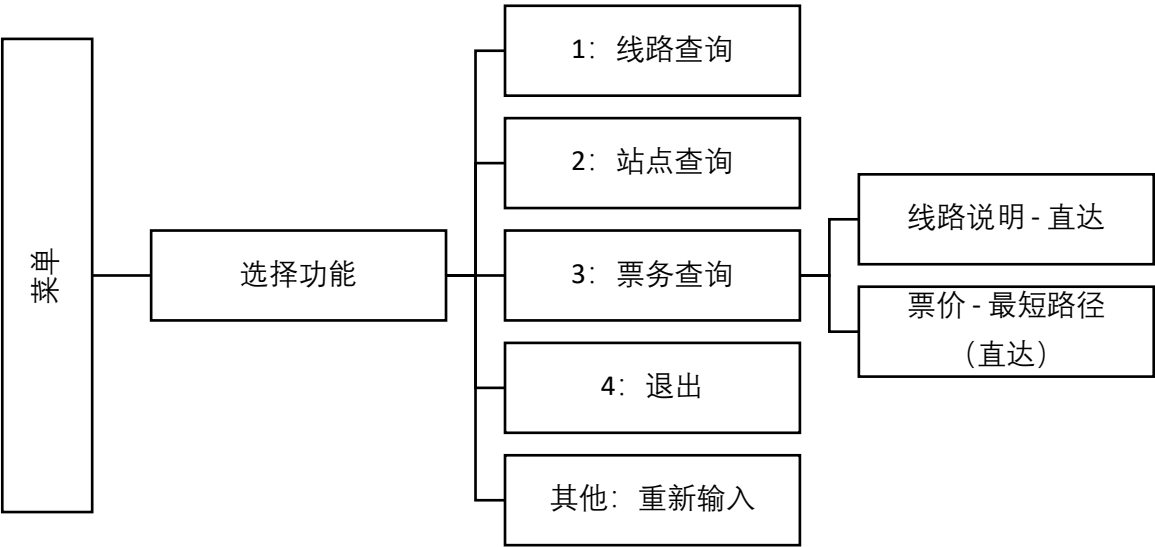 菜单
选择功能
1：线路查询
2：站点查询
3：票务查询
4：退出
其他：重新输入
线路说明 - 直达
票价 - 最短路径
（直达）